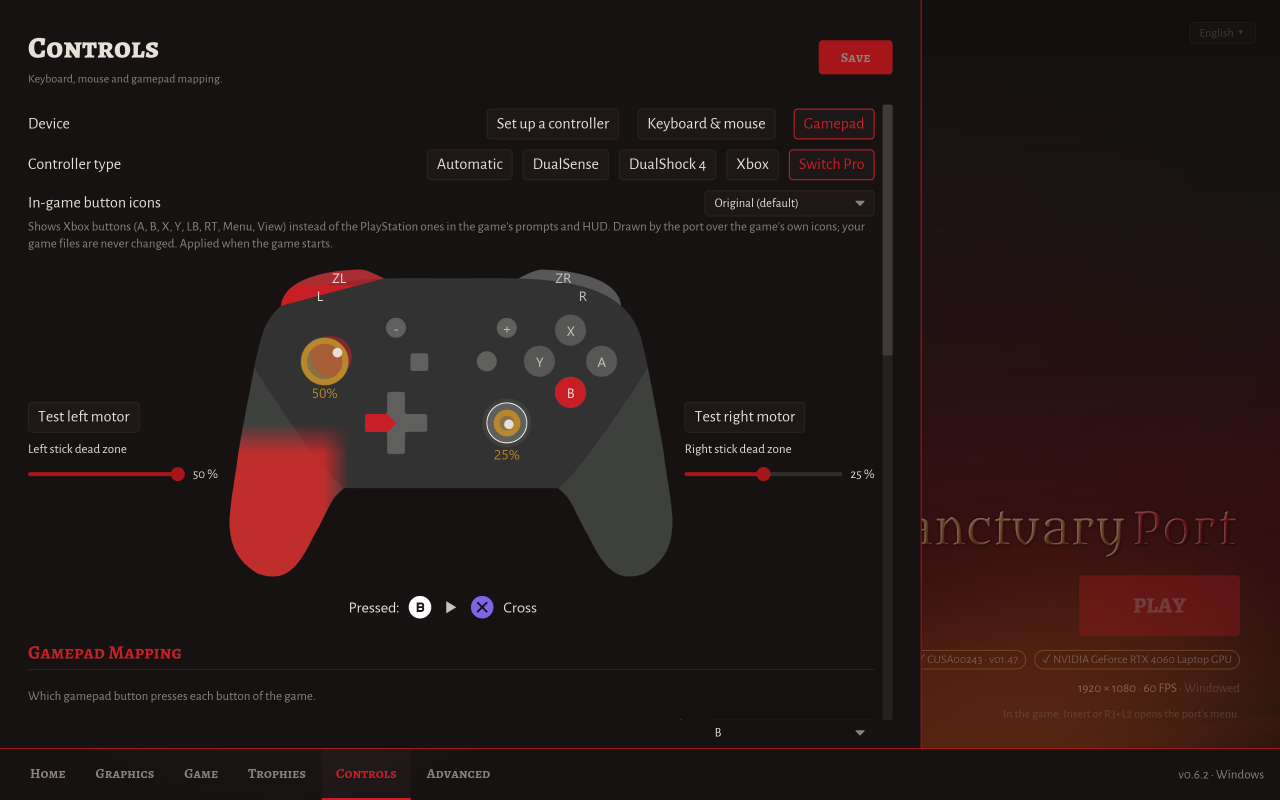 Controls
Keyboard, mouse and gamepad mapping.
Save
English
Device
Set up a controller
Keyboard & mouse
Gamepad
Controller type
Automatic
DualSense
DualShock 4
Xbox
Switch Pro
In-game button icons
Original (default)
Shows Xbox buttons (A, B, X, Y, LB, RT, Menu, View) instead of the PlayStation ones in the game's prompts and HUD. Drawn by the port over the game's own icons; your
game files are never changed. Applied when the game starts.
ZL
ZR
L
R
-
+
X
Y
A
B
50%
25%
Test left motor
Test right motor
Left stick dead zone
Right stick dead zone
50 %
25 %
Pressed: B ▶ Cross
Gamepad Mapping
Which gamepad button presses each button of the game.
B
anctuary Port
PLAY
✓ CUSA00243 · v01.47
✓ NVIDIA GeForce RTX 4060 Laptop GPU
1920 × 1080 · 60 FPS · Windowed
In the game: Insert or R3+L2 opens the port's menu.
Home
Graphics
Game
Trophies
Controls
Advanced
v0.6.2 · Windows